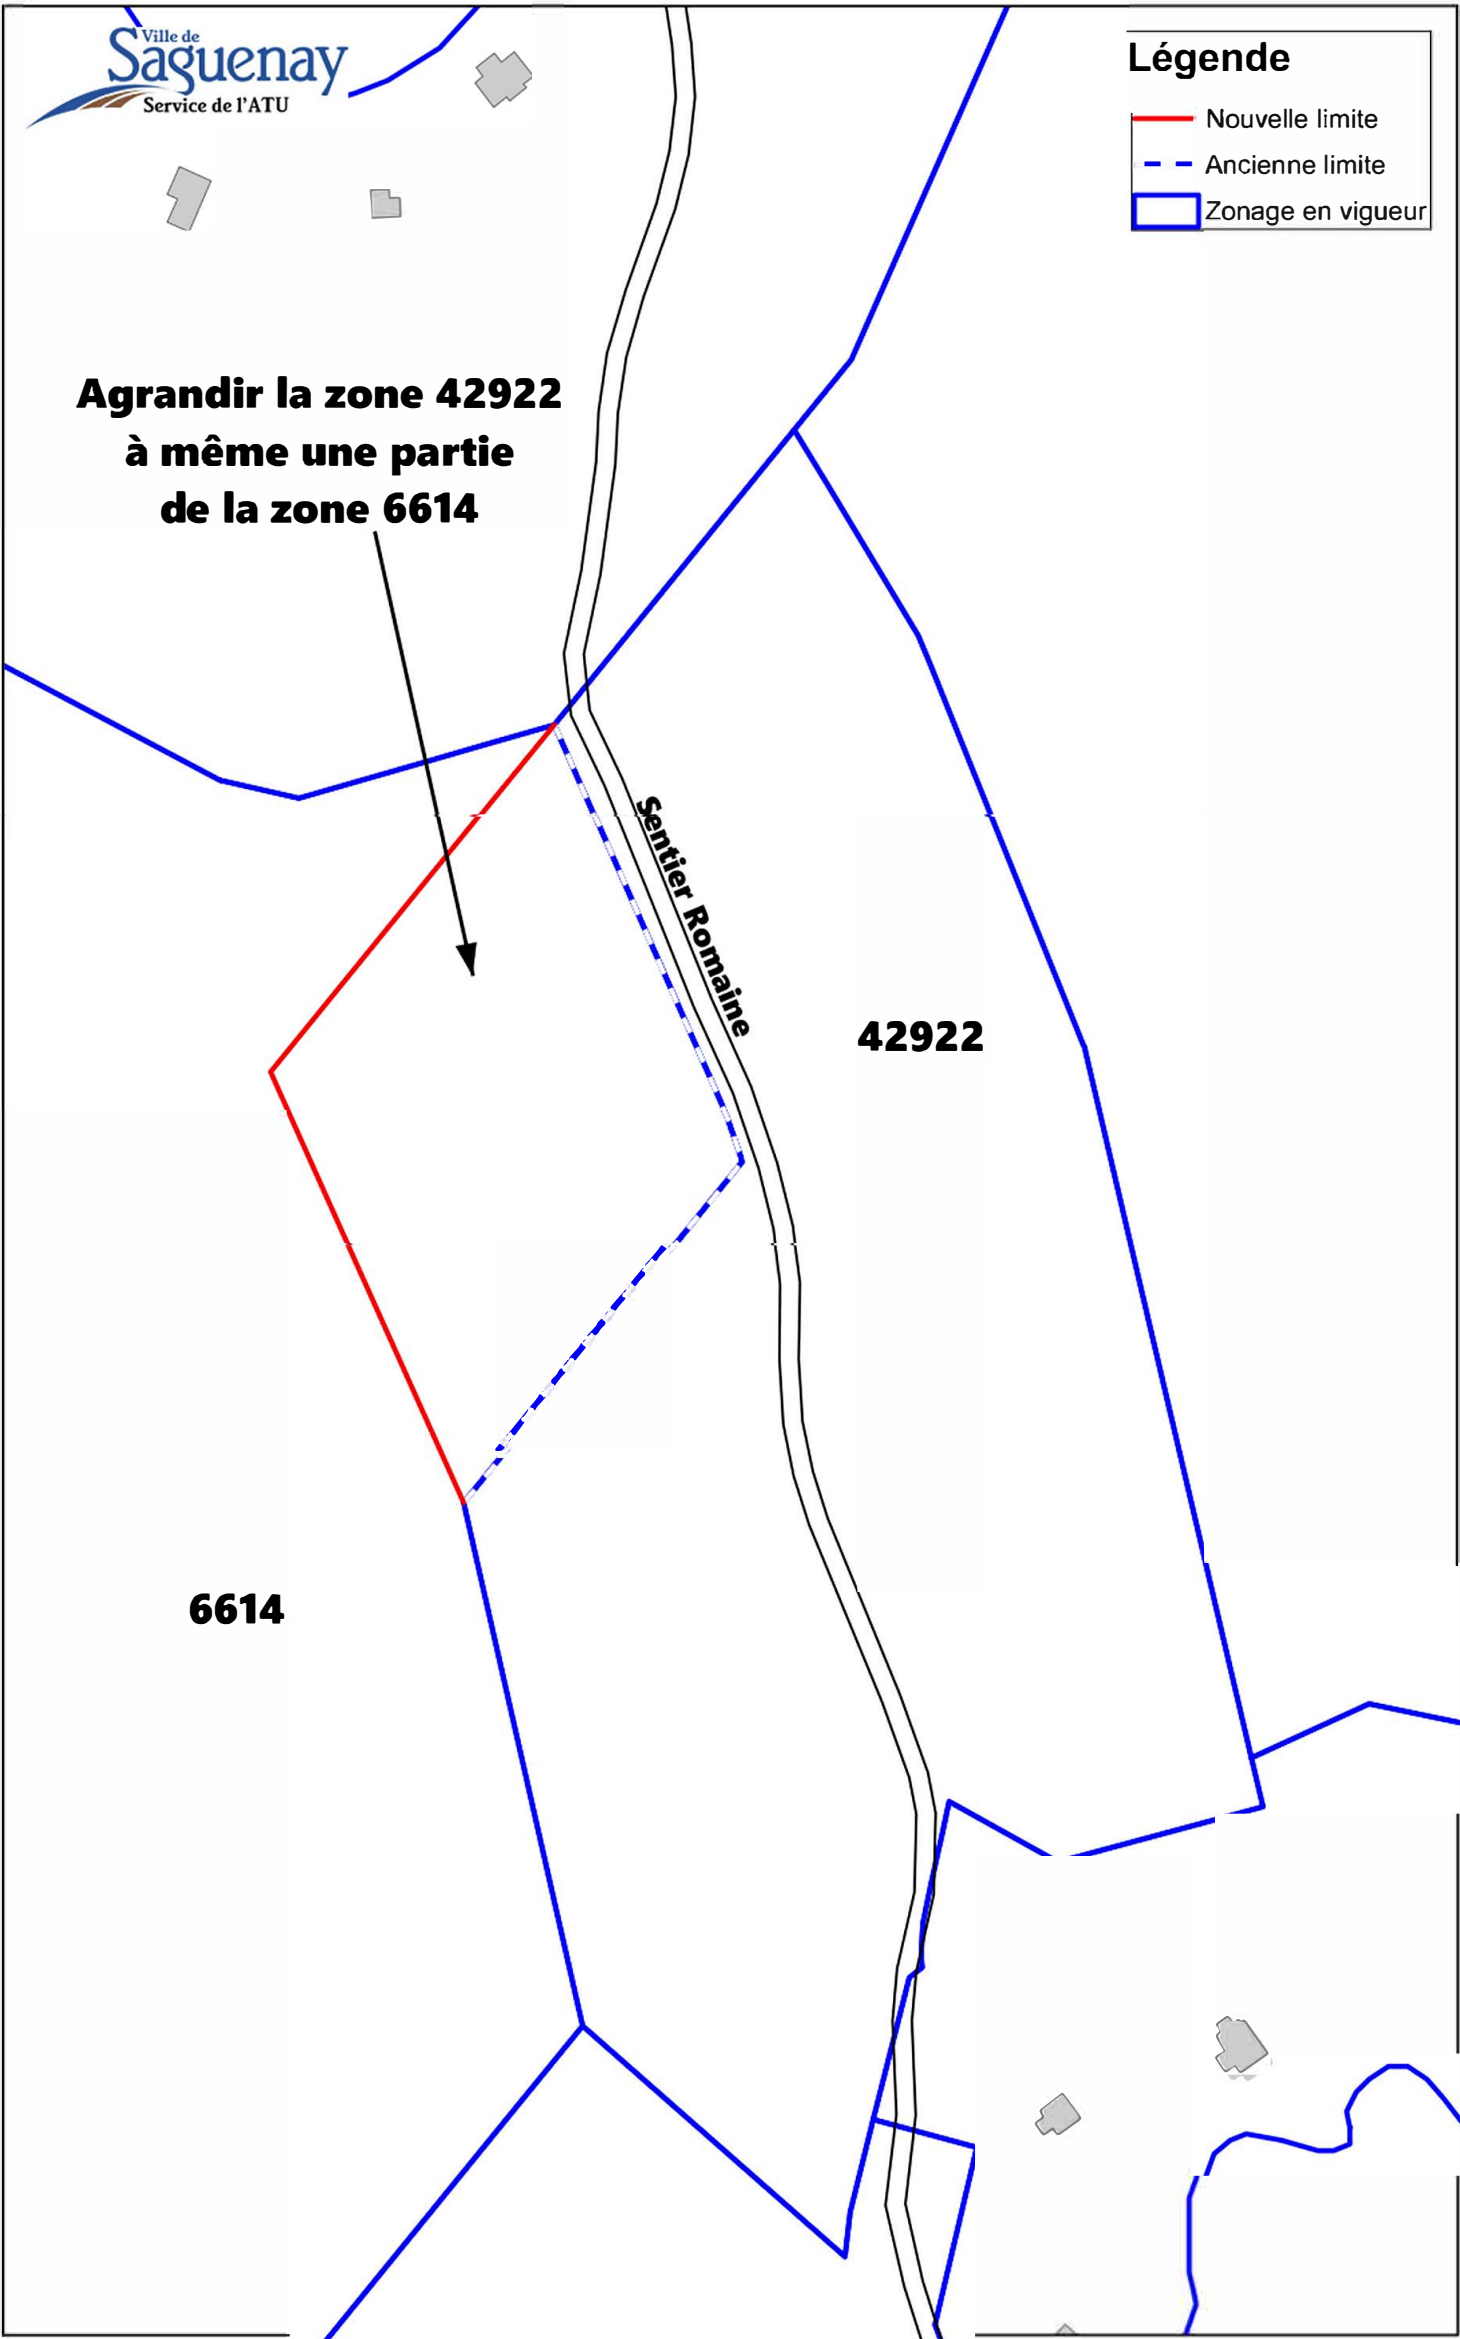 Ville de
Saguenay
Service de l'ATU
Légende
Nouvelle limite
Ancienne limite
Zonage en vigueur
Agrandir la zone 42922
à même une partie
de la zone 6614
Sentier Romaine
42922
6614